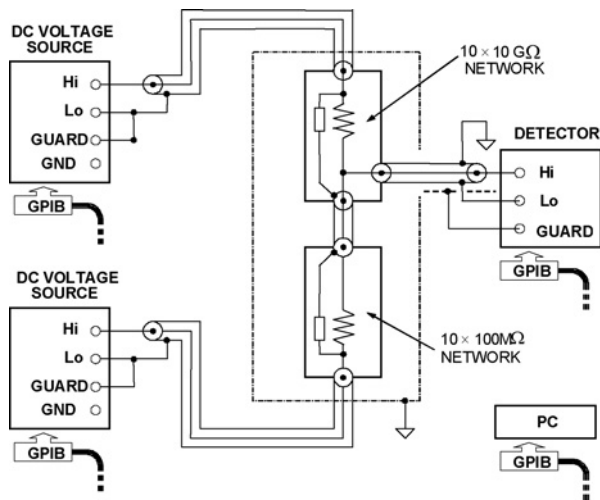 DC VOLTAGE
SOURCE
Hi
Lo
GUARD
GND
GPIB
10 × 10 GΩ
NETWORK
DETECTOR
Hi
Lo
GUARD
GPIB
DC VOLTAGE
SOURCE
Hi
Lo
GUARD
GND
GPIB
10 × 100MΩ
NETWORK
PC
GPIB